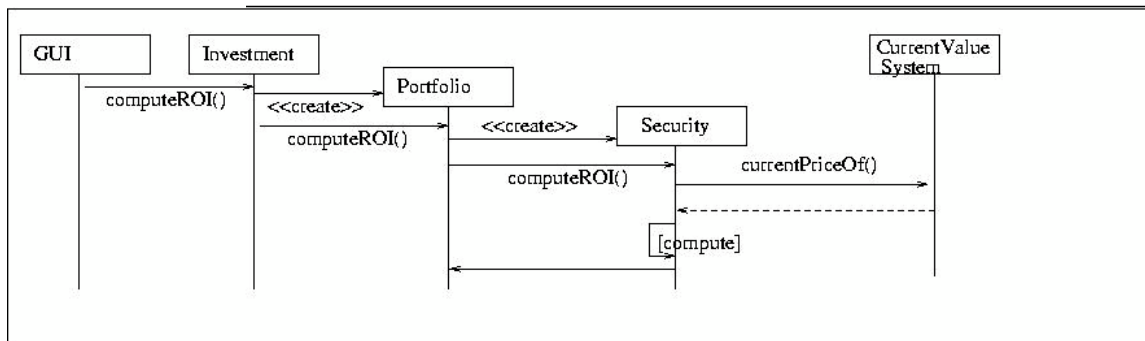 GUI
Investment
CurrentValue
System
Portfolio
computeROI()
<<create>>
computeROI()
<<create>>
Security
computeROI()
currentPriceOf()
[compute]